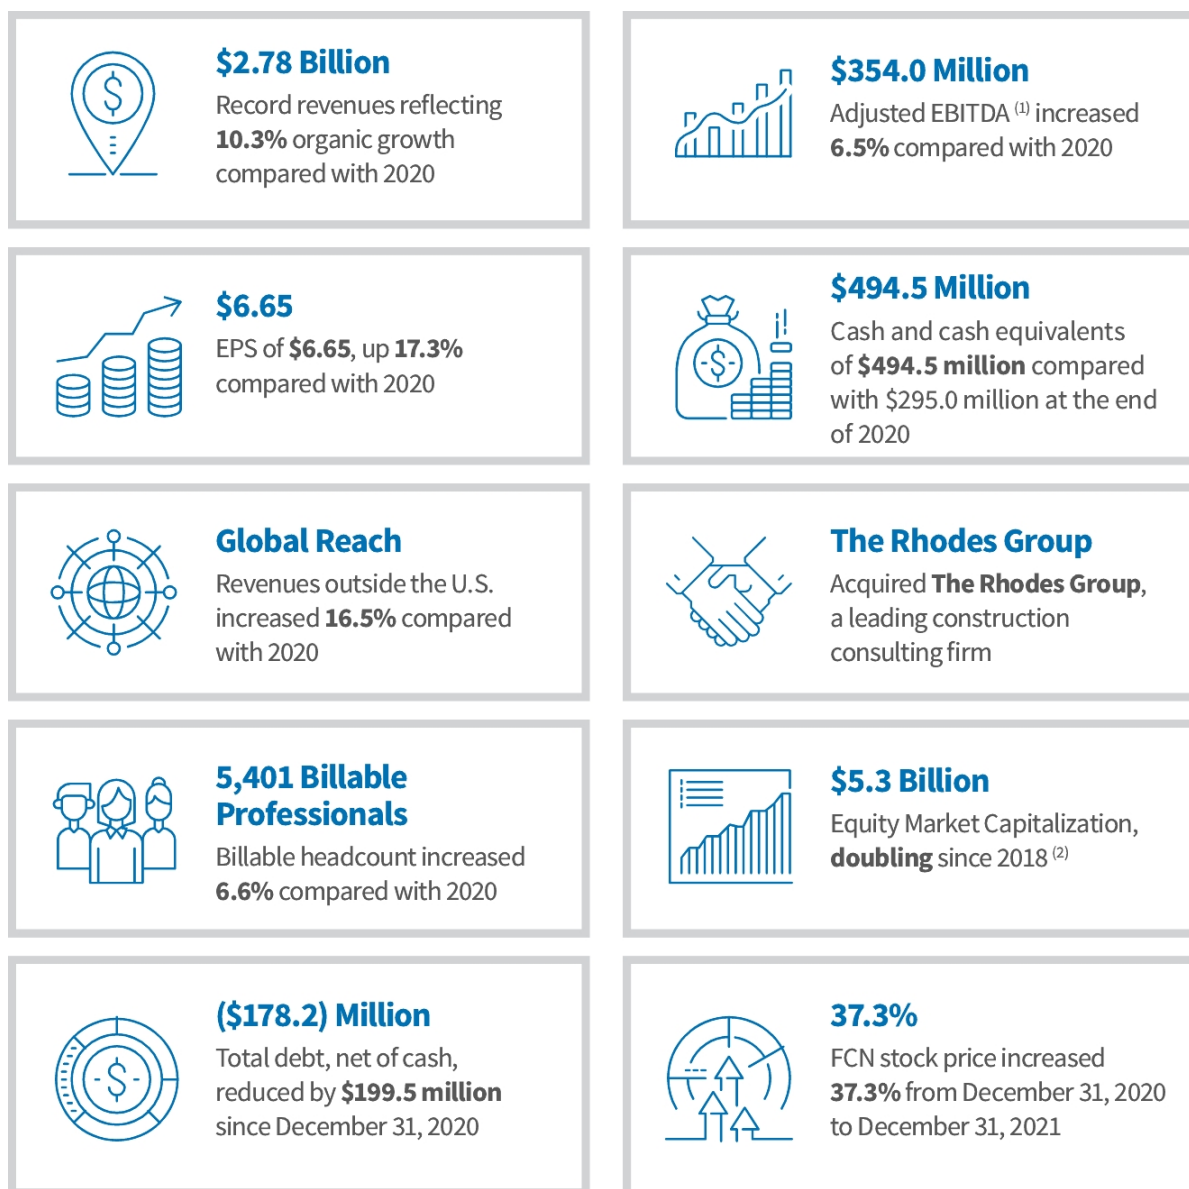 $2.78 Billion
Record revenues reflecting
10.3% organic growth
compared with 2020
$354.0 Million
Adjusted EBITDA (1) increased
6.5% compared with 2020
$6.65
EPS of $6.65, up 17.3%
compared with 2020
$494.5 Million
Cash and cash equivalents
of $494.5 million compared
with $295.0 million at the end
of 2020
Global Reach
Revenues outside the U.S.
increased 16.5% compared
with 2020
The Rhodes Group
Acquired The Rhodes Group,
a leading construction
consulting firm
5,401 Billable
Professionals
Billable headcount increased
6.6% compared with 2020
$5.3 Billion
Equity Market Capitalization,
doubling since 2018 (2)
($178.2) Million
Total debt, net of cash,
reduced by $199.5 million
since December 31, 2020
37.3%
FCN stock price increased
37.3% from December 31, 2020
to December 31, 2021